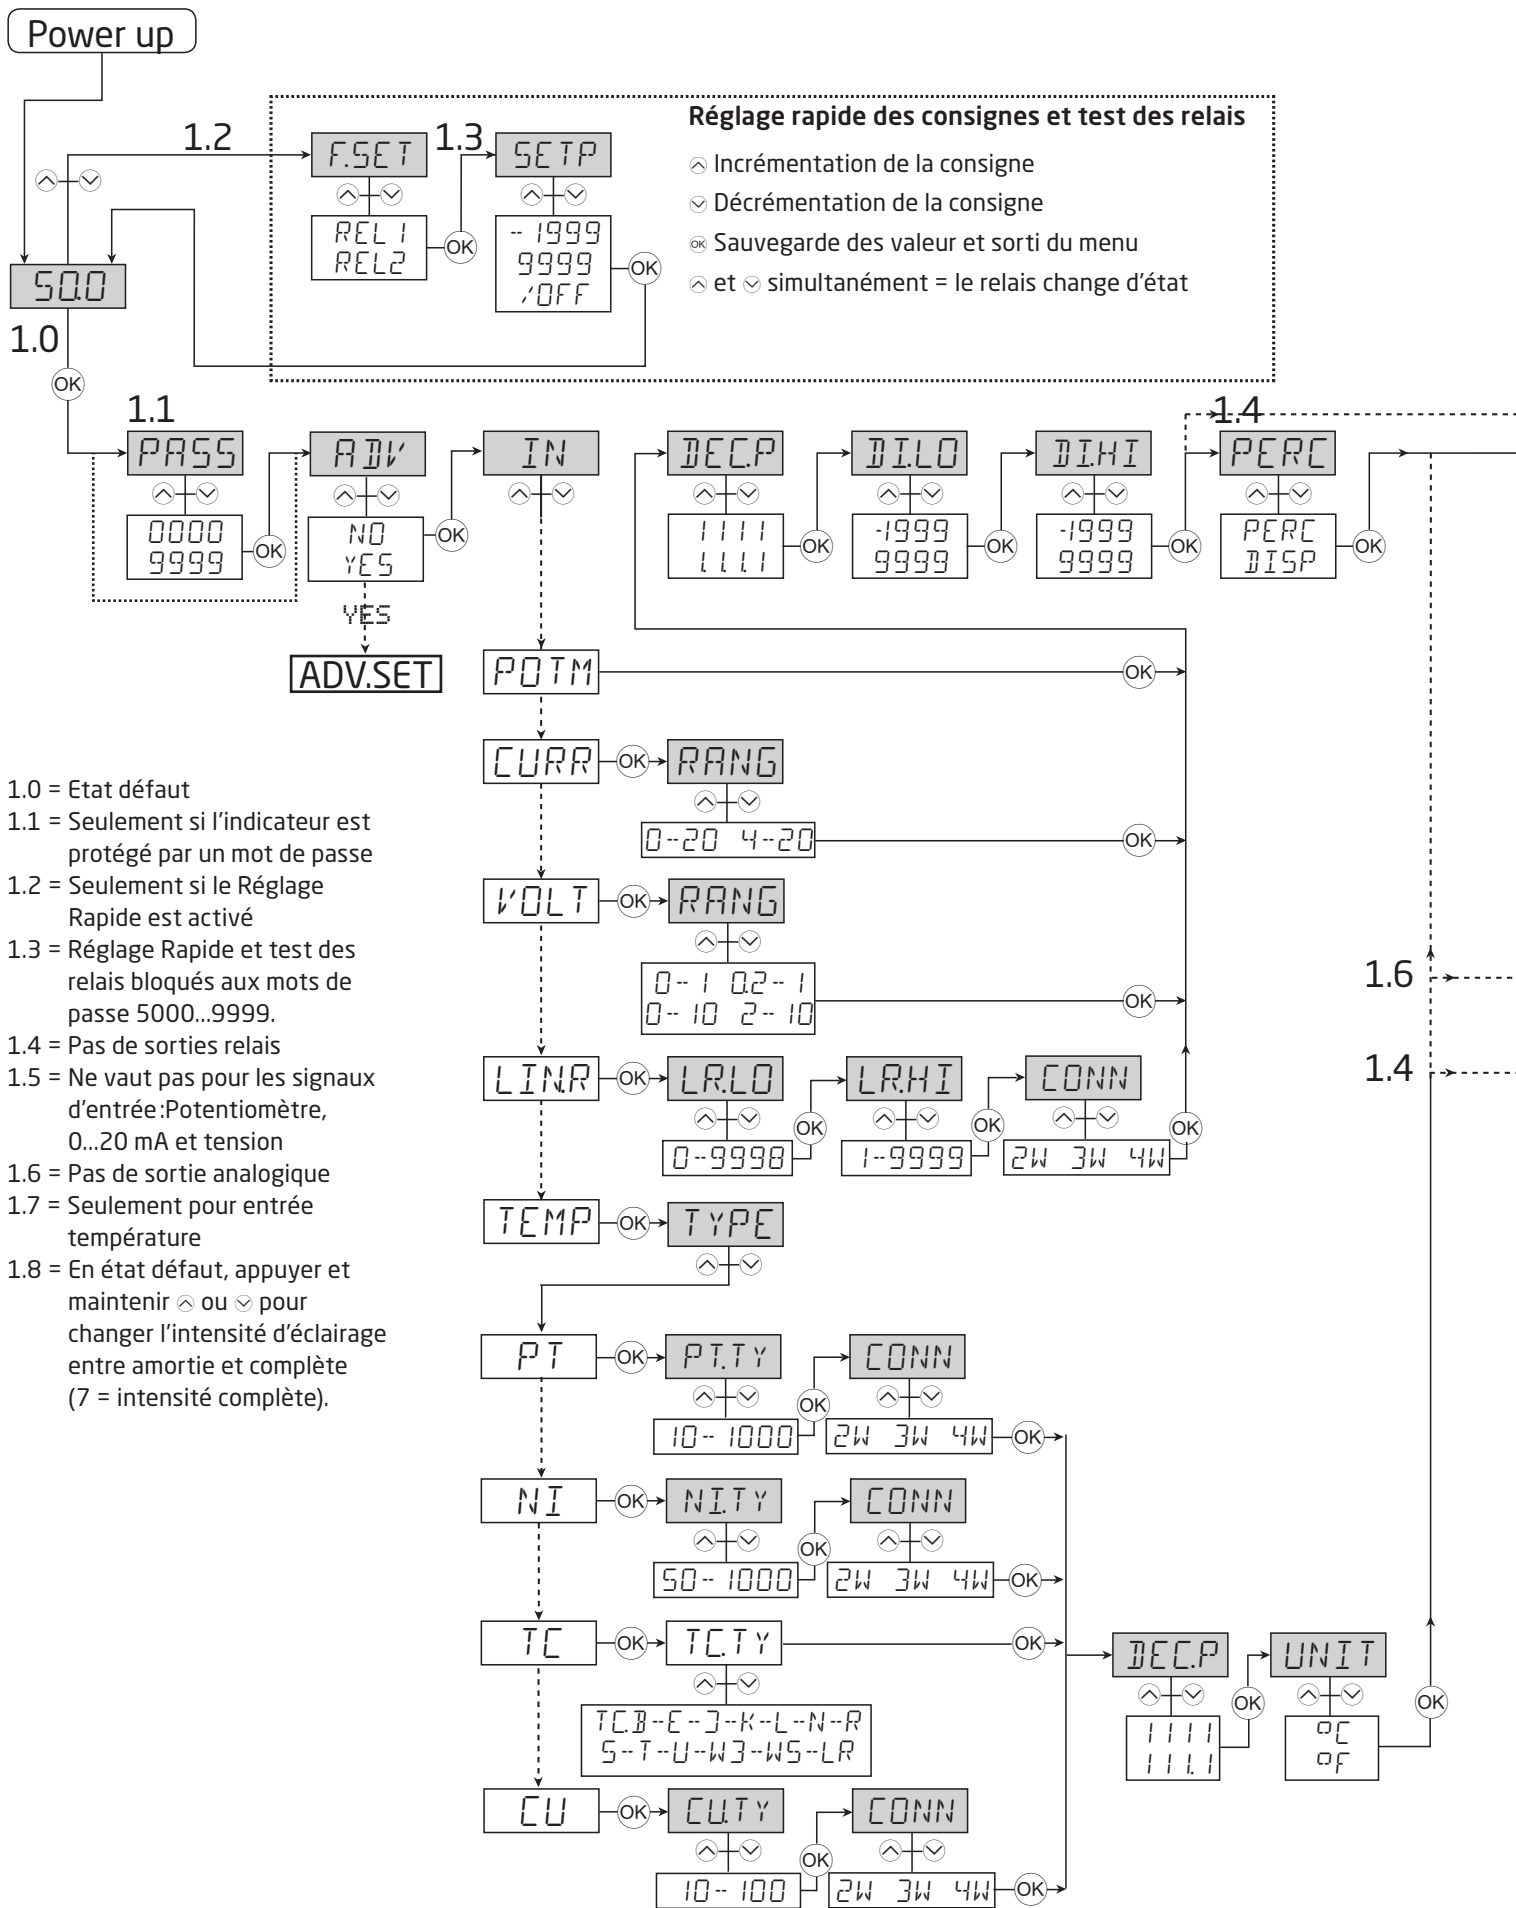 Power up
1.2
F.SET
REL1
REL2
OK
1.3
SETP
-1999
9999
/OFF
OK
Réglage rapide des consignes et test des relais
Incrémentation de la consigne
Décrémentation de la consigne
OK Sauvegarde des valeur et sorti du menu
et simultanément = le relais change d'état
50.0
1.0
OK
1.1
PASS
0000
9999
OK
ADV
NO
YES
OK
YES
ADV.SET
IN
DEC.P
1111
1.1.1.1
OK
DI.LO
-1999
9999
OK
DI.HI
-1999
9999
OK
1.4
PERC
PERC
DISP
OK
POTM
OK
CURR
OK
RANG
0-20 4-20
OK
VOLT
OK
RANG
0-1 0.2-1
0-10 2-10
OK
LIN.R
OK
LR.LO
0-9998
OK
LR.HI
1-9999
OK
CONN
2W 3W 4W
OK
TEMP
OK
TYPE
PT
OK
PT.TY
10-1000
OK
CONN
2W 3W 4W
OK
NI
OK
NI.TY
50-1000
OK
CONN
2W 3W 4W
OK
TC
OK
TC.TY
OK
TC.B-E-J-K-L-N-R
S-T-U-W3-W5-LR
CU
OK
CU.TY
10-100
OK
CONN
2W 3W 4W
OK
DEC.P
1111
111.1
OK
UNIT
°C
°F
OK
1.6
1.4
1.0 = Etat défaut
1.1 = Seulement si l'indicateur est
protégé par un mot de passe
1.2 = Seulement si le Réglage
Rapide est activé
1.3 = Réglage Rapide et test des
relais bloqués aux mots de
passe 5000...9999.
1.4 = Pas de sorties relais
1.5 = Ne vaut pas pour les signaux
d'entrée :Potentiomètre,
0...20 mA et tension
1.6 = Pas de sortie analogique
1.7 = Seulement pour entrée
température
1.8 = En état défaut, appuyer et
maintenir ou pour
changer l'intensité d'éclairage
entre amortie et complète
(7 = intensité complète).